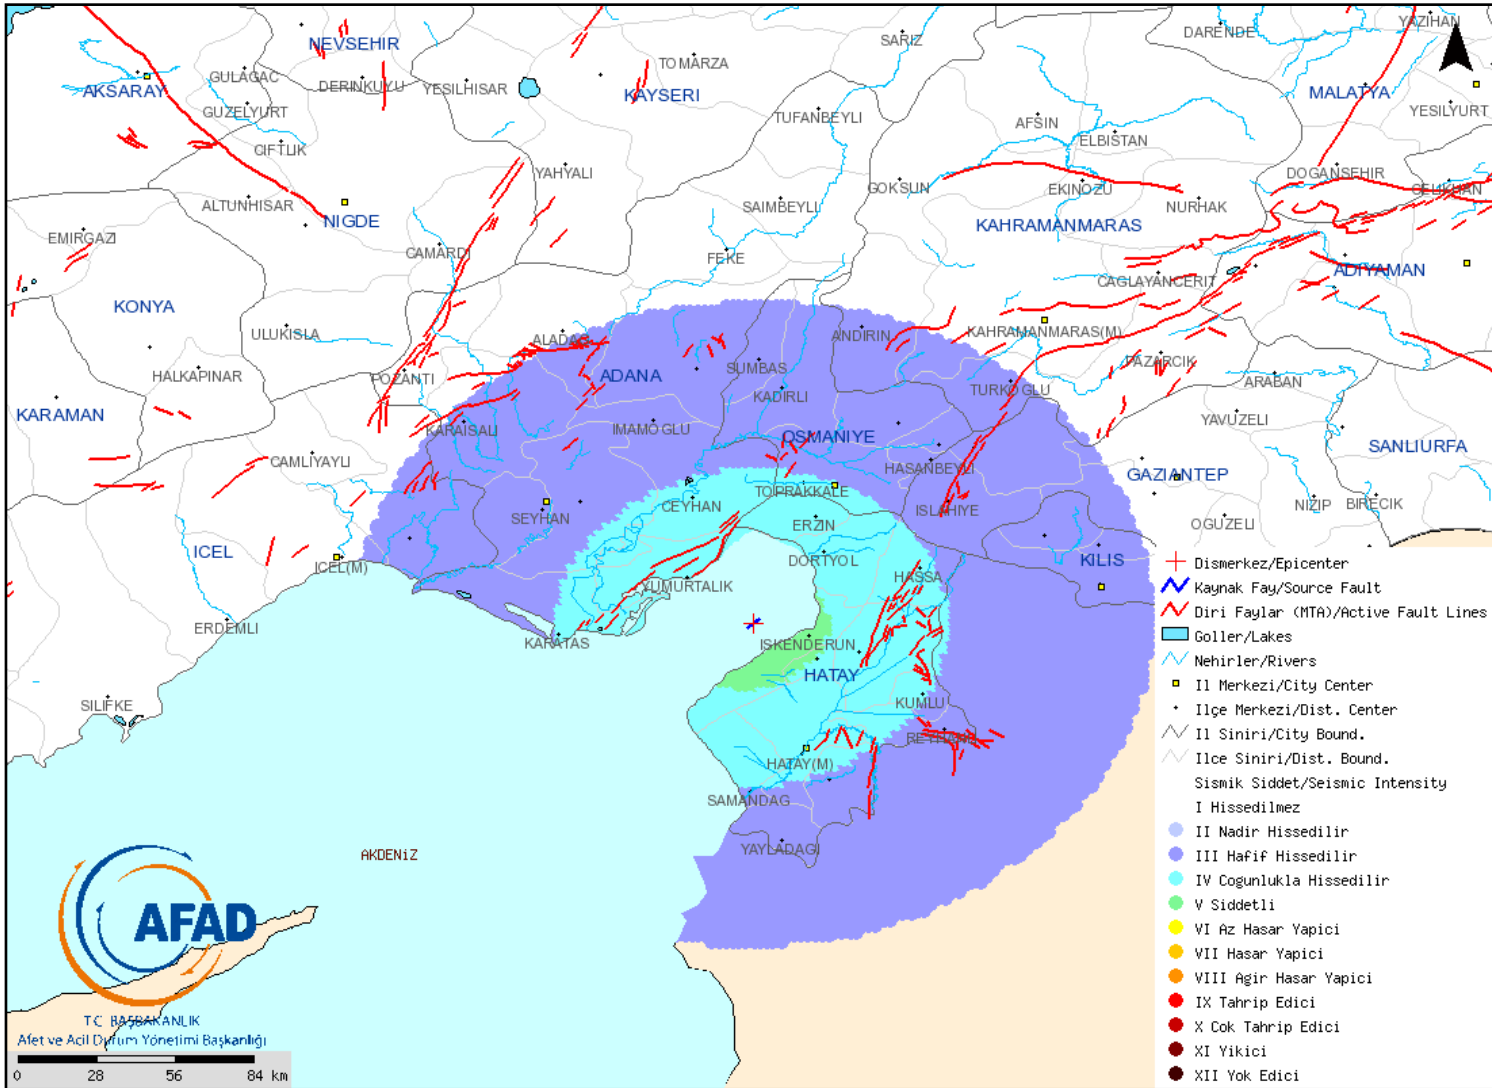 YAZIHAN
DARENDE
SARIZ
NEVSEHIR
TOMARZA
GULAGAC
AKSARAY
DERINKUYU
YESILHISAR
KAYSERI
MALATYA
YESILYURT
GUZELYURT
TUFANBEYLI
AFSIN
ELBISTAN
CIFTLIK
YAHYALI
DOGANSEHIR
GOKSUN
EKINOZU
CELIKHAN
ALTUNHISAR
SAIMBEYLI
NURHAK
NIGDE
KAHRAMANMARAS
EMIRGAZI
CAMARDI
FEKE
ADIYAMAN
CAGLAYANCERIT
KONYA
ULUKISLA
ALADAG
ANDIRIN
KAHRAMANMARAS(M)
PAZARCIK
HALKAPINAR
POZANTI
ADANA
SUMBAS
ARABAN
KADIRLI
TURKOGLU
KARAMAN
YAVUZELI
KARAISALI
IMAMOGLU
OSMANIYE
SANLIURFA
CAMLIYAYLI
HASANBEYLI
GAZIANTEP
TOPRAKKALE
CEYHAN
NIZIP
BIRECIK
SEYHAN
ISLAHIYE
ERZIN
OGUZELI
ICEL
DORTYOL
KILIS
ICEL(M)
HASSA
YUMURTALIK
ERDEMLI
KARATAS
ISKENDERUN
HATAY
SILIFKE
KUMLU
REYHANLI
HATAY(M)
SAMANDAG
YAYLADAGI
AKDENiZ
Dismerkez/Epicenter
Kaynak Fay/Source Fault
Diri Faylar (MTA)/Active Fault Lines
Goller/Lakes
Nehirler/Rivers
Il Merkezi/City Center
Ilçe Merkezi/Dist. Center
Il Siniri/City Bound.
Ilce Siniri/Dist. Bound.
Sismik Siddet/Seismic Intensity
I Hissedilmez
II Nadir Hissedilir
III Hafif Hissedilir
IV Cogunlukla Hissedilir
V Siddetli
VI Az Hasar Yapici
VII Hasar Yapici
VIII Agir Hasar Yapici
IX Tahrip Edici
X Cok Tahrip Edici
XI Yikici
XII Yok Edici
AFAD
T.C. BAŞBAKANLIK
Afet ve Acil Durum Yönetimi Başkanlığı
0 28 56 84 km